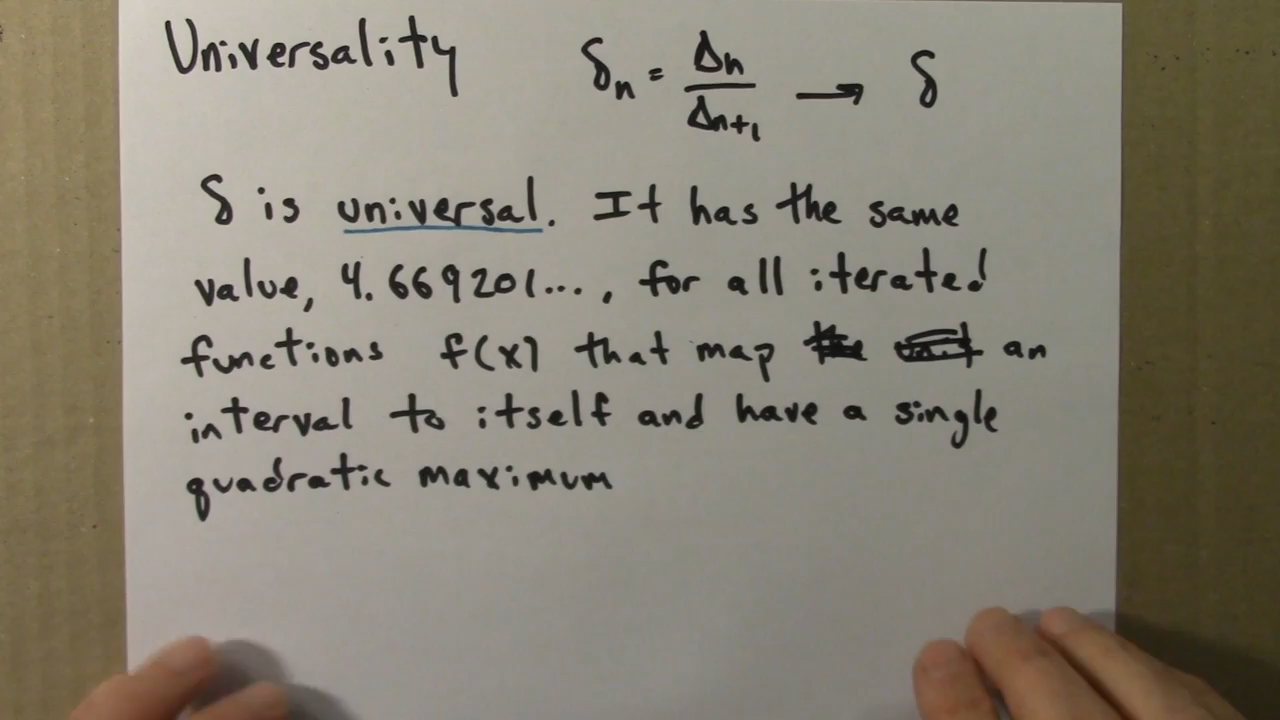 Universality δn = Δn / Δn+1 → δ
δ is universal. It has the same
value, 4.669201..., for all iterated
functions f(x) that map an
interval to itself and have a single
quadratic maximum